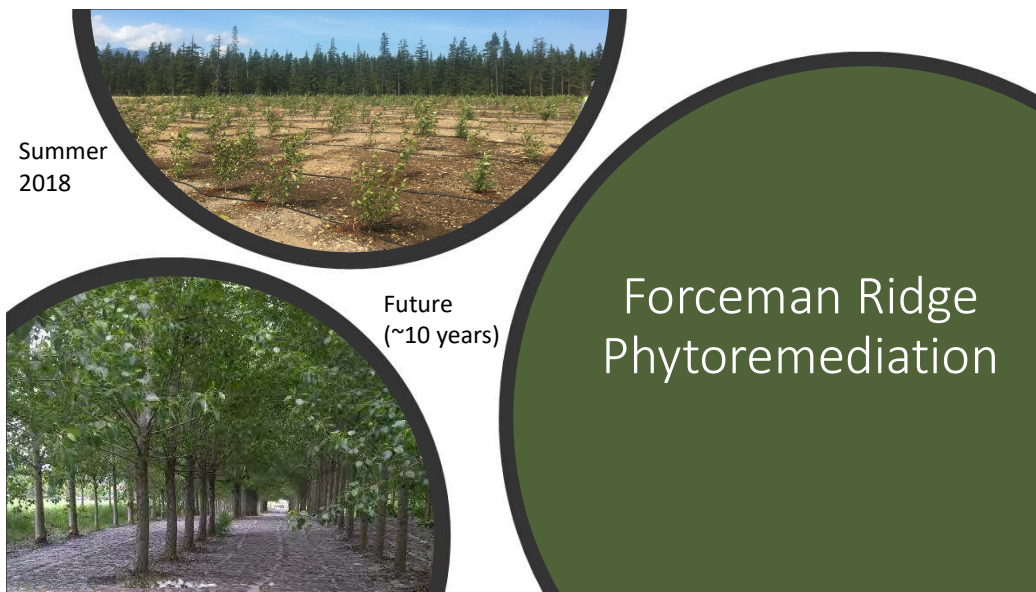 Summer
2018
Future
(~10 years)
Forceman Ridge
Phytoremediation